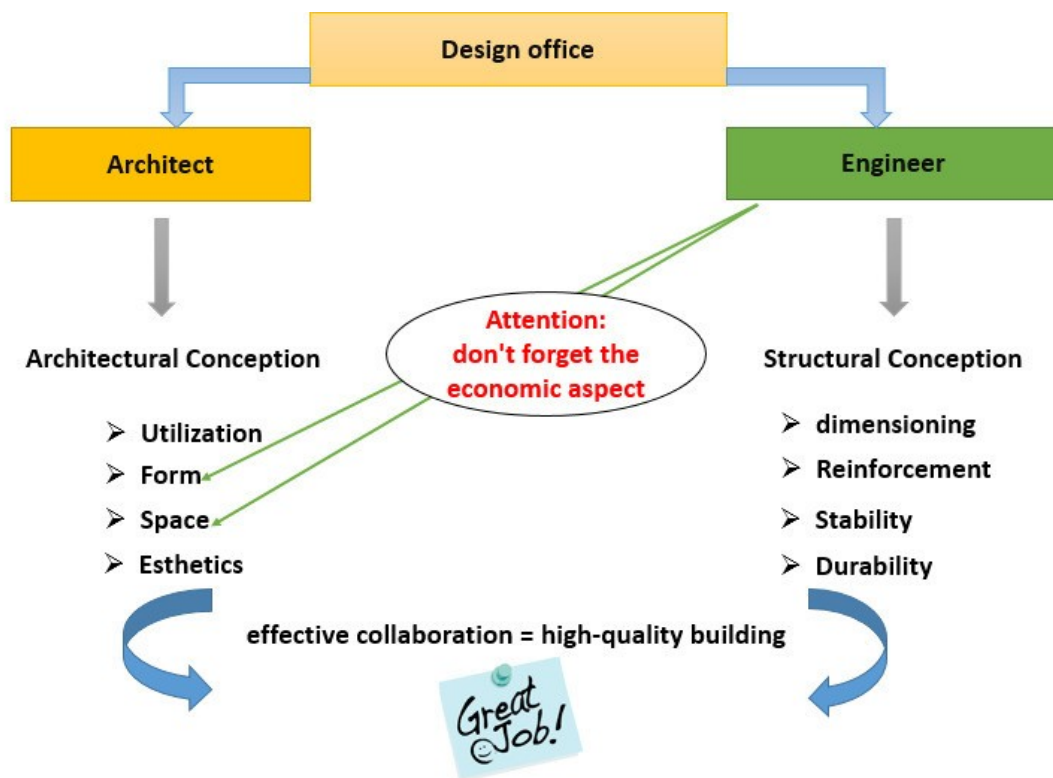 Design office
Architect
Engineer
Attention:
don't forget the
economic aspect
Architectural Conception
Structural Conception
Utilization
Form
Space
Esthetics
dimensioning
Reinforcement
Stability
Durability
effective collaboration = high-quality building
Great
Job!